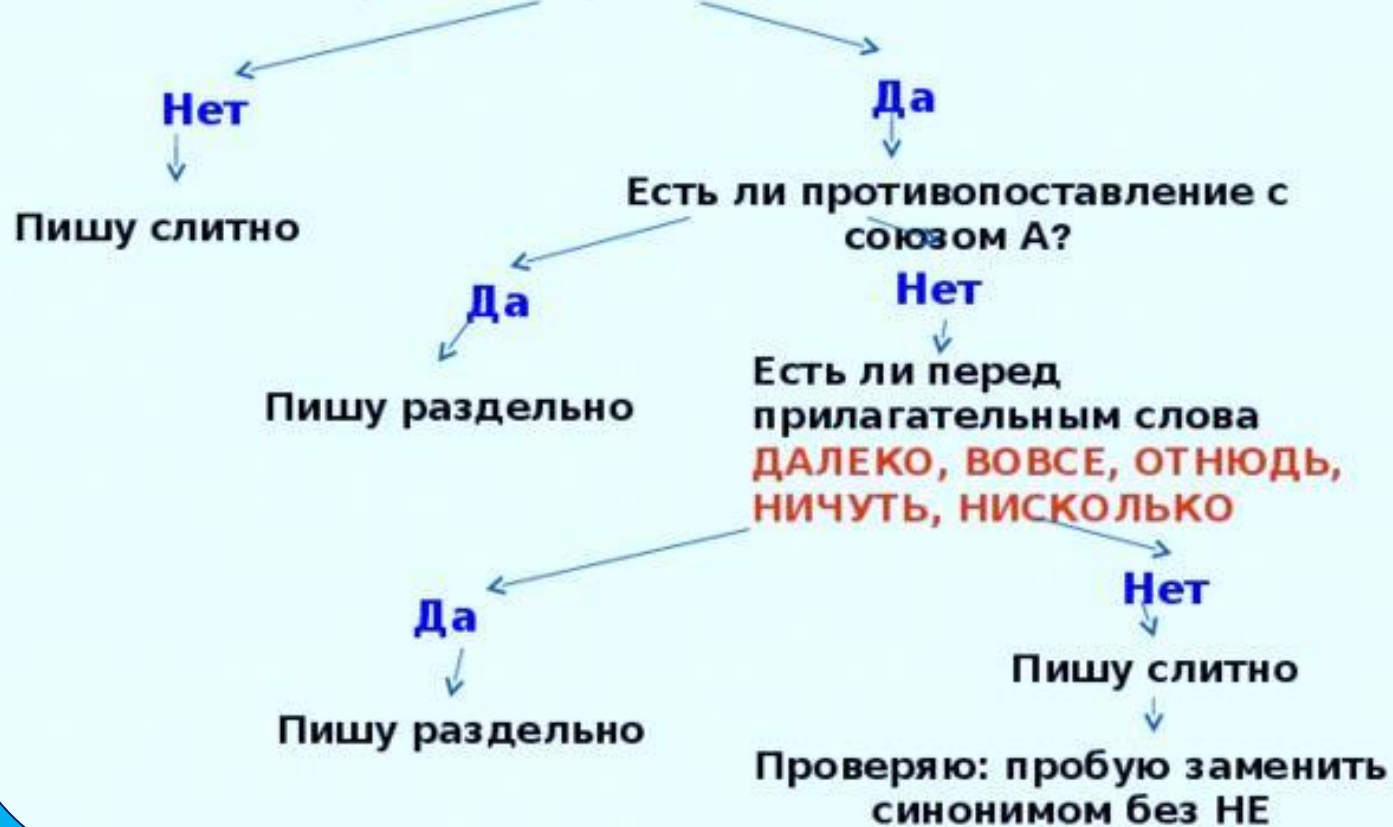 Нет
Да
Пишу слитно
Есть ли противопоставление с
союзом А?
Да
Нет
Пишу раздельно
Есть ли перед
прилагательным слова
ДАЛЕКО, ВОВСЕ, ОТНЮДЬ,
НИЧУТЬ, НИСКОЛЬКО
Да
Нет
Пишу раздельно
Пишу слитно
Проверяю: пробую заменить
синонимом без НЕ